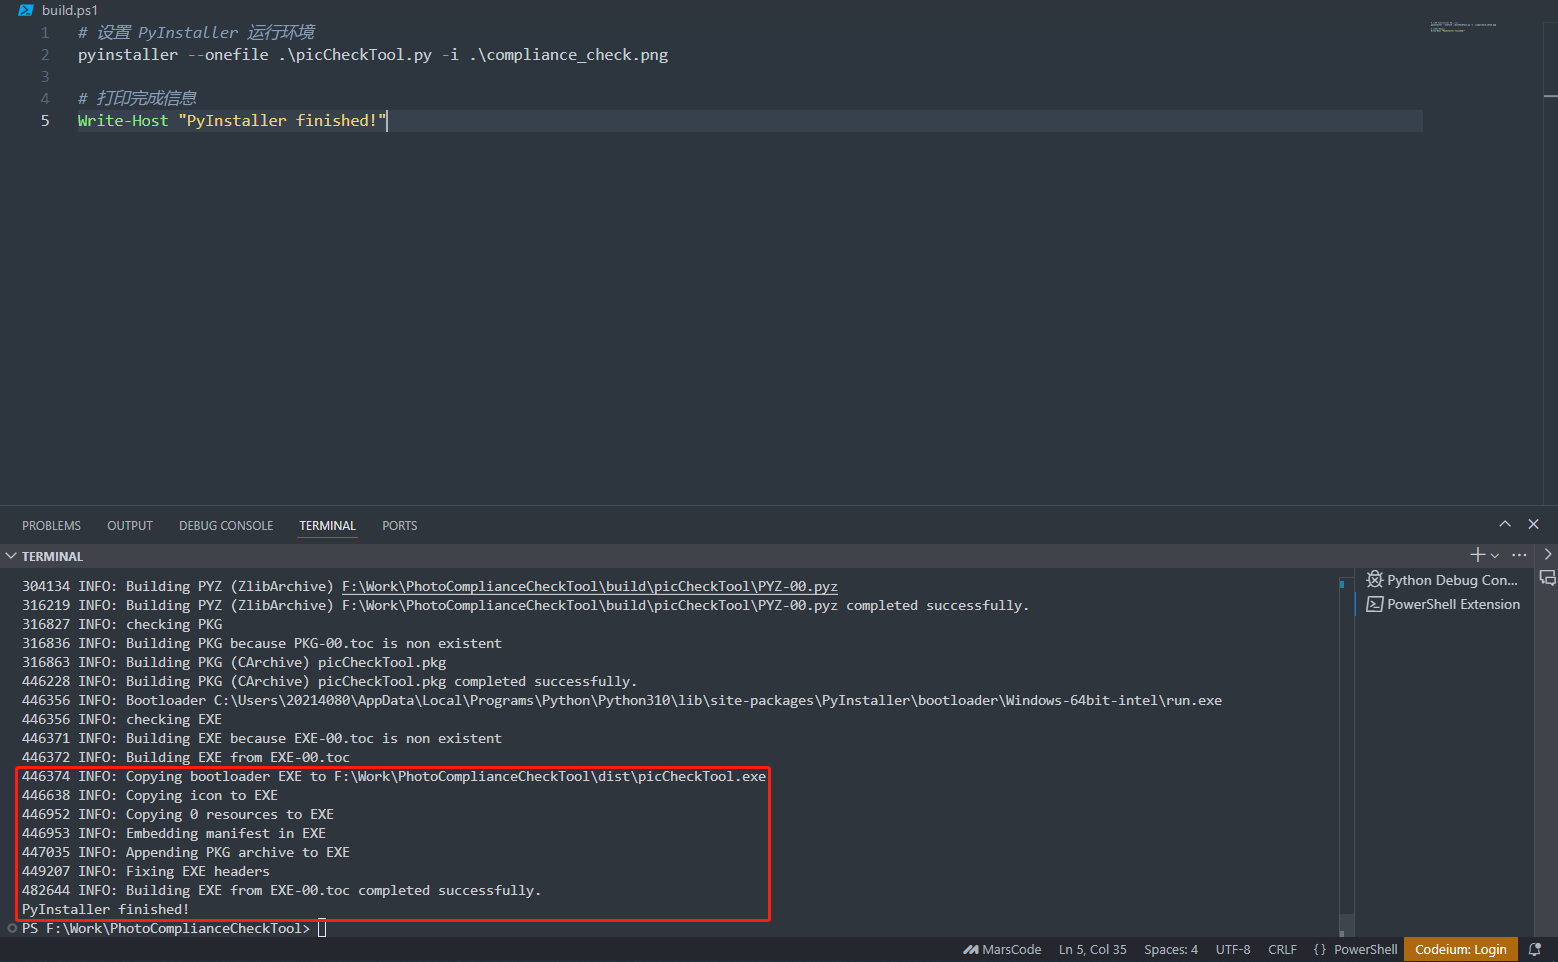 build.ps1
1 # 设置 PyInstaller 运行环境
2 pyinstaller --onefile .\picCheckTool.py -i .\compliance_check.png
3
4 # 打印完成信息
5 Write-Host "PyInstaller finished!"
PROBLEMS OUTPUT DEBUG CONSOLE TERMINAL PORTS
TERMINAL
304134 INFO: Building PYZ (ZlibArchive) F:\Work\PhotoComplianceCheckTool\build\picCheckTool\PYZ-00.pyz
316219 INFO: Building PYZ (ZlibArchive) F:\Work\PhotoComplianceCheckTool\build\picCheckTool\PYZ-00.pyz completed successfully.
316827 INFO: checking PKG
316836 INFO: Building PKG because PKG-00.toc is non existent
316863 INFO: Building PKG (CArchive) picCheckTool.pkg
446228 INFO: Building PKG (CArchive) picCheckTool.pkg completed successfully.
446356 INFO: Bootloader C:\Users\20214080\AppData\Local\Programs\Python\Python310\lib\site-packages\PyInstaller\bootloader\Windows-64bit-intel\run.exe
446356 INFO: checking EXE
446371 INFO: Building EXE because EXE-00.toc is non existent
446372 INFO: Building EXE from EXE-00.toc
446374 INFO: Copying bootloader EXE to F:\Work\PhotoComplianceCheckTool\dist\picCheckTool.exe
446638 INFO: Copying icon to EXE
446952 INFO: Copying 0 resources to EXE
446953 INFO: Embedding manifest in EXE
447035 INFO: Appending PKG archive to EXE
449207 INFO: Fixing EXE headers
482644 INFO: Building EXE from EXE-00.toc completed successfully.
PyInstaller finished!
PS F:\Work\PhotoComplianceCheckTool>
Python Debug Con...
PowerShell Extension
MarsCode Ln 5, Col 35 Spaces: 4 UTF-8 CRLF {} PowerShell Codeium: Login